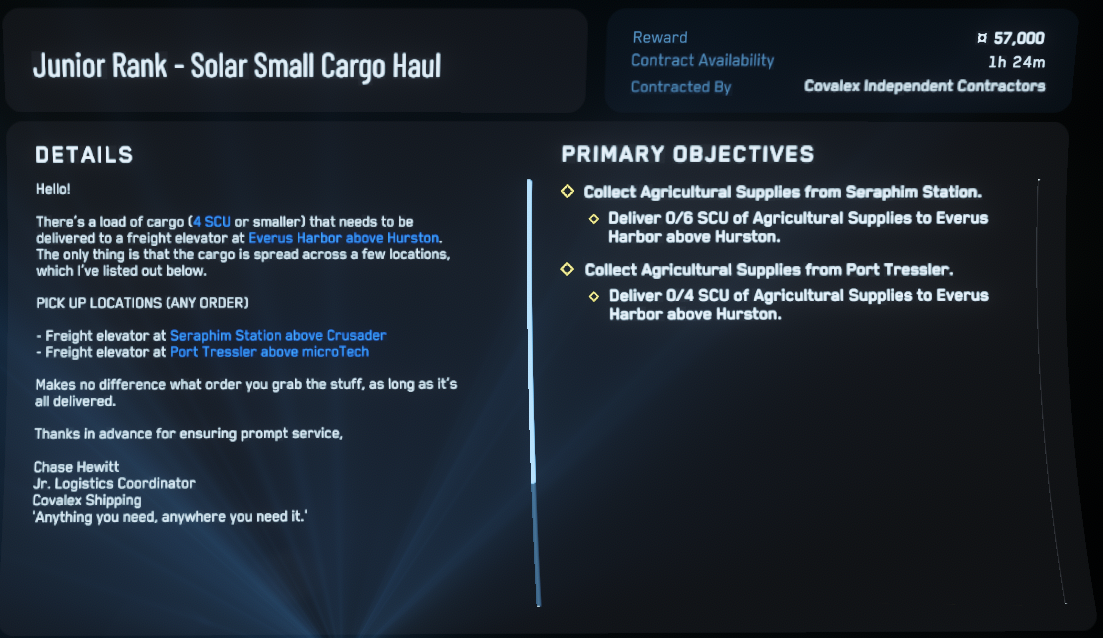 Junior Rank - Solar Small Cargo Haul
Reward ¤ 57,000
Contract Availability 1h 24m
Contracted By Covalex Independent Contractors
DETAILS
Hello!
There's a load of cargo (4 SCU or smaller) that needs to be
delivered to a freight elevator at Everus Harbor above Hurston.
The only thing is that the cargo is spread across a few locations,
which I've listed out below.
PICK UP LOCATIONS (ANY ORDER)
- Freight elevator at Seraphim Station above Crusader
- Freight elevator at Port Tressler above microTech
Makes no difference what order you grab the stuff, as long as it's
all delivered.
Thanks in advance for ensuring prompt service,
Chase Hewitt
Jr. Logistics Coordinator
Covalex Shipping
'Anything you need, anywhere you need it.'
PRIMARY OBJECTIVES
Collect Agricultural Supplies from Seraphim Station.
Deliver 0/6 SCU of Agricultural Supplies to Everus
Harbor above Hurston.
Collect Agricultural Supplies from Port Tressler.
Deliver 0/4 SCU of Agricultural Supplies to Everus
Harbor above Hurston.